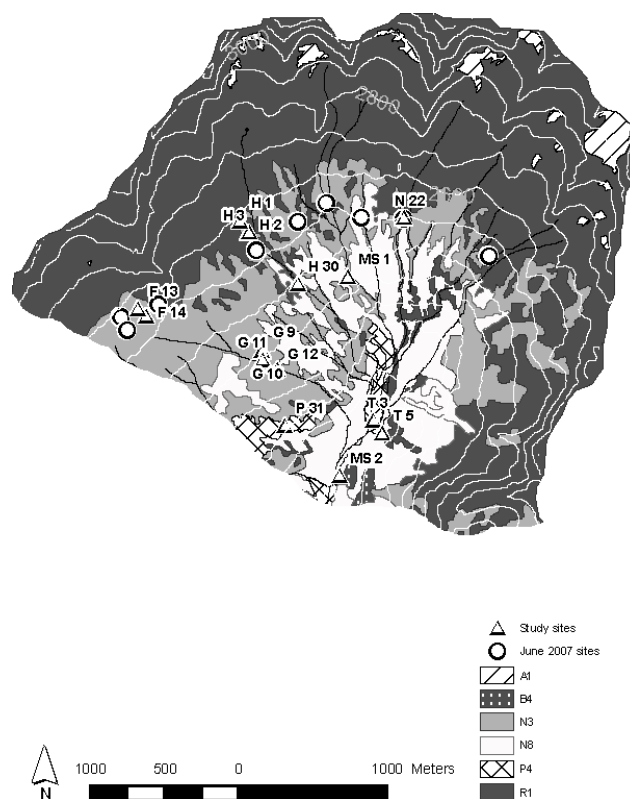 3000
2800
H 1
H 3
H 2
N 22
MS 1
H 30
F 13
F 14
G 9
G 11
G 12
G 10
P 31
T 3
T 5
MS 2
Study sites
June 2007 sites
A1
B4
N3
N8
P4
R1
1000 500 0 1000 Meters
N